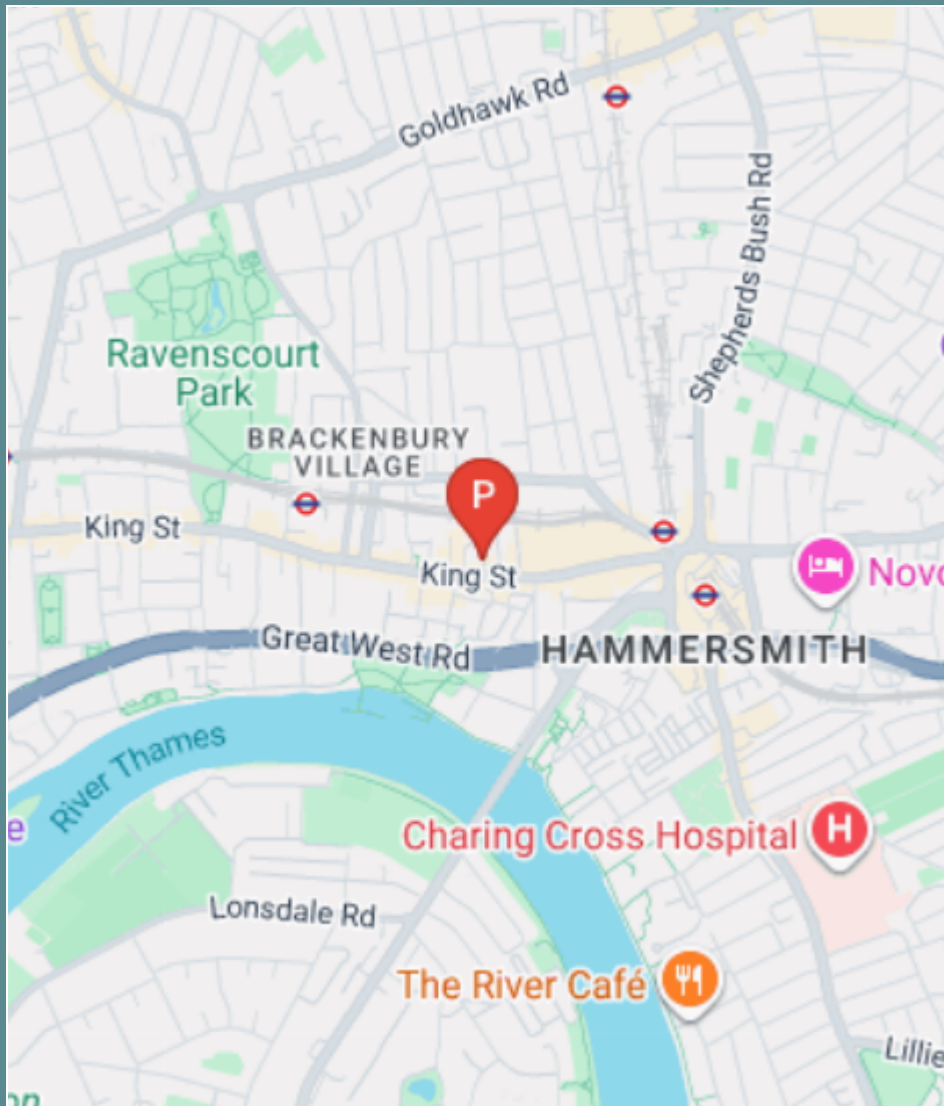 Goldhawk Rd
Shepherds Bush Rd
Ravenscourt
Park
BRACKENBURY
VILLAGE
P
King St
King St
Novo
Great West Rd
HAMMERSMITH
River Thames
e
Charing Cross Hospital
H
Lonsdale Rd
The River Café
Lillie
on